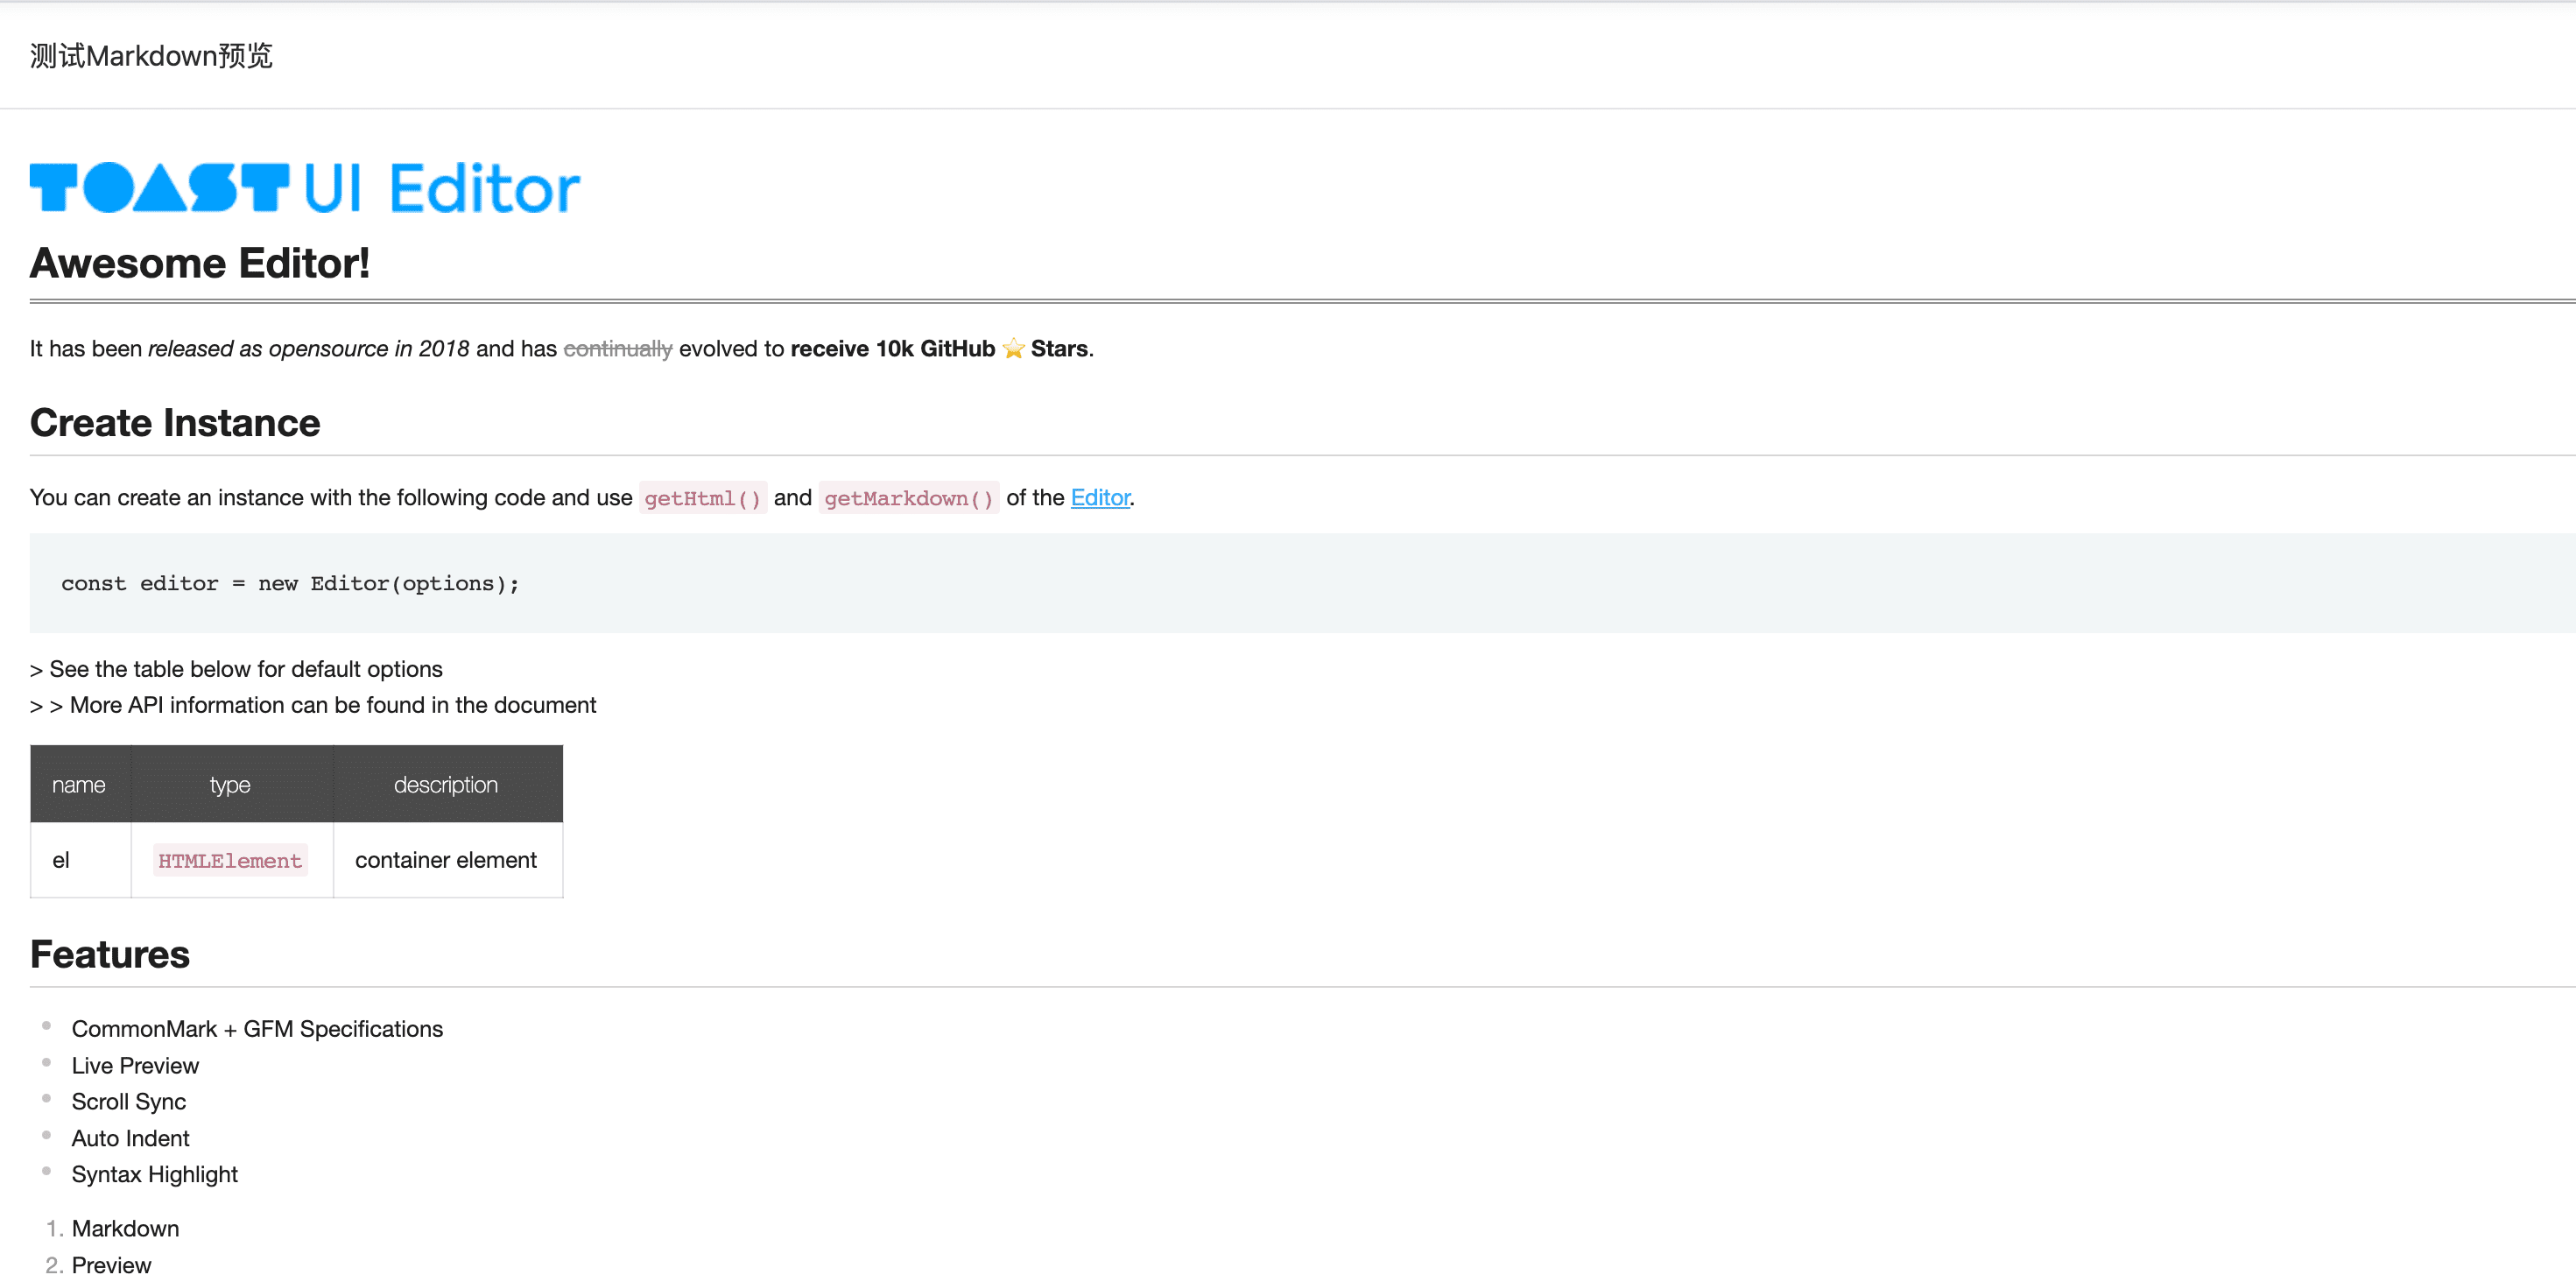 测试Markdown预览
TOAST UI Editor
Awesome Editor!
It has been released as opensource in 2018 and has continually evolved to receive 10k GitHub ⭐ Stars.
Create Instance
You can create an instance with the following code and use getHtml() and getMarkdown() of the Editor.
const editor = new Editor(options);
> See the table below for default options
> > More API information can be found in the document
name type description
el HTMLElement container element
Features
CommonMark + GFM Specifications
Live Preview
Scroll Sync
Auto Indent
Syntax Highlight
1. Markdown
2. Preview